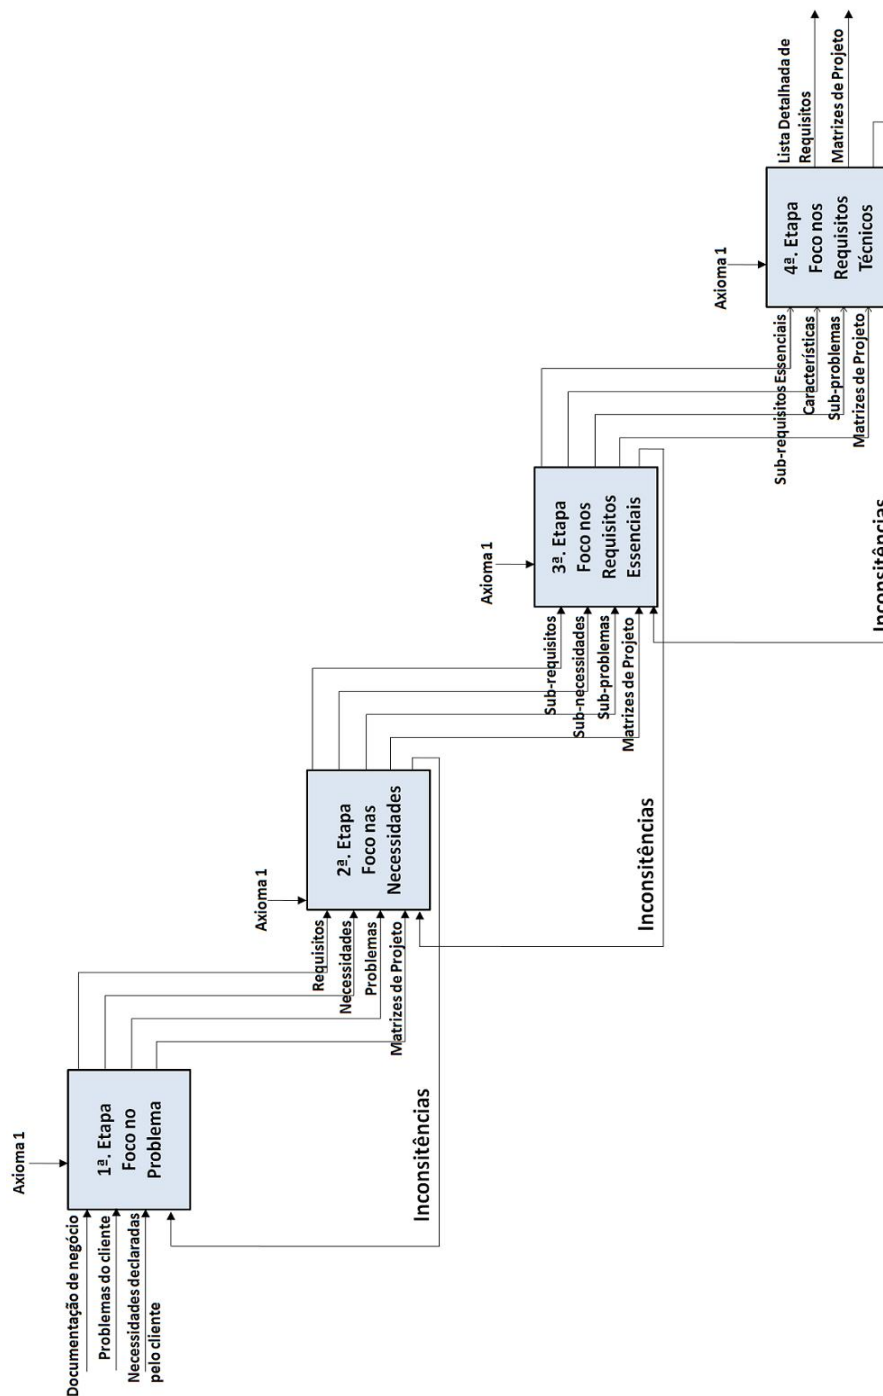 Axioma 1
Documentação de negócio
Problemas do cliente
Necessidades declaradas
pelo cliente
1ª. Etapa
Foco no
Problema
Inconsitências
Axioma 1
Requisitos
Necessidades
Problemas
Matrizes de Projeto
2ª. Etapa
Foco nas
Necessidades
Inconsitências
Axioma 1
Sub-requisitos
Sub-necessidades
Sub-problemas
Matrizes de Projeto
3ª. Etapa
Foco nos
Requisitos
Essenciais
Inconsitências
Axioma 1
Sub-requisitos Essenciais
Características
Sub-problemas
Matrizes de Projeto
4ª. Etapa
Foco nos
Requisitos
Técnicos
Lista Detalhada de
Requisitos
Matrizes de Projeto